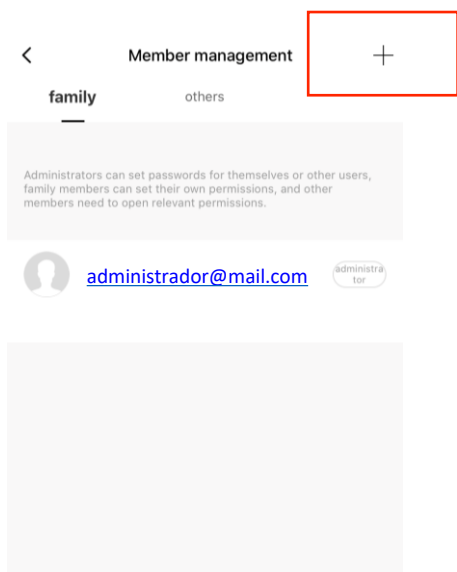 Member management
family others
Administrators can set passwords for themselves or other users,
family members can set their own permissions, and other
members need to open relevant permissions.
administrador@mail.com
administra
tor